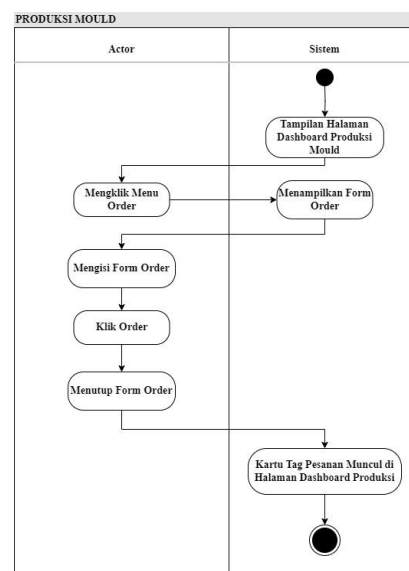 PRODUKSI MOULD
Actor
Sistem
Tampilan Halaman
Dashboard Produksi
Mould
Mengklik Menu
Order
Menampilkan Form
Order
Mengisi Form Order
Klik Order
Menutup Form Order
Kartu Tag Pesanan Muncul di
Halaman Dashboard Produksi